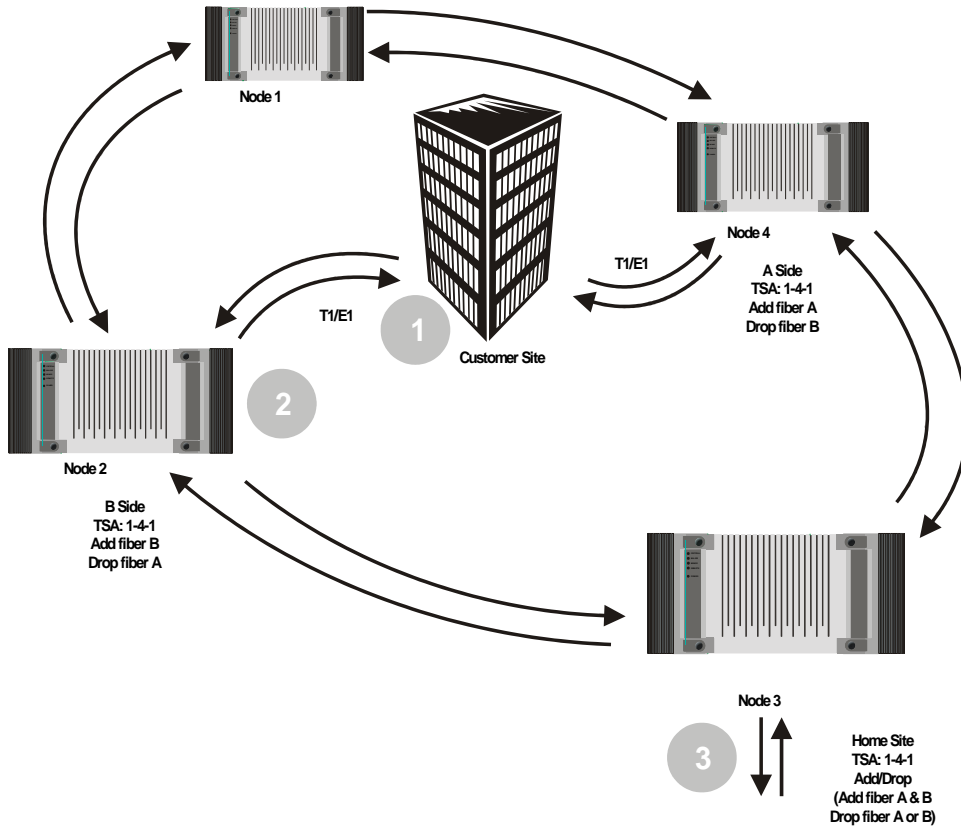 Node 1
Node 4
A Side
TSA: 1-4-1
Add fiber A
Drop fiber B
T1/E1
T1/E1
1
Customer Site
2
Node 2
B Side
TSA: 1-4-1
Add fiber B
Drop fiber A
Node 3
3
Home Site
TSA: 1-4-1
Add/Drop
(Add fiber A & B
Drop fiber A or B)